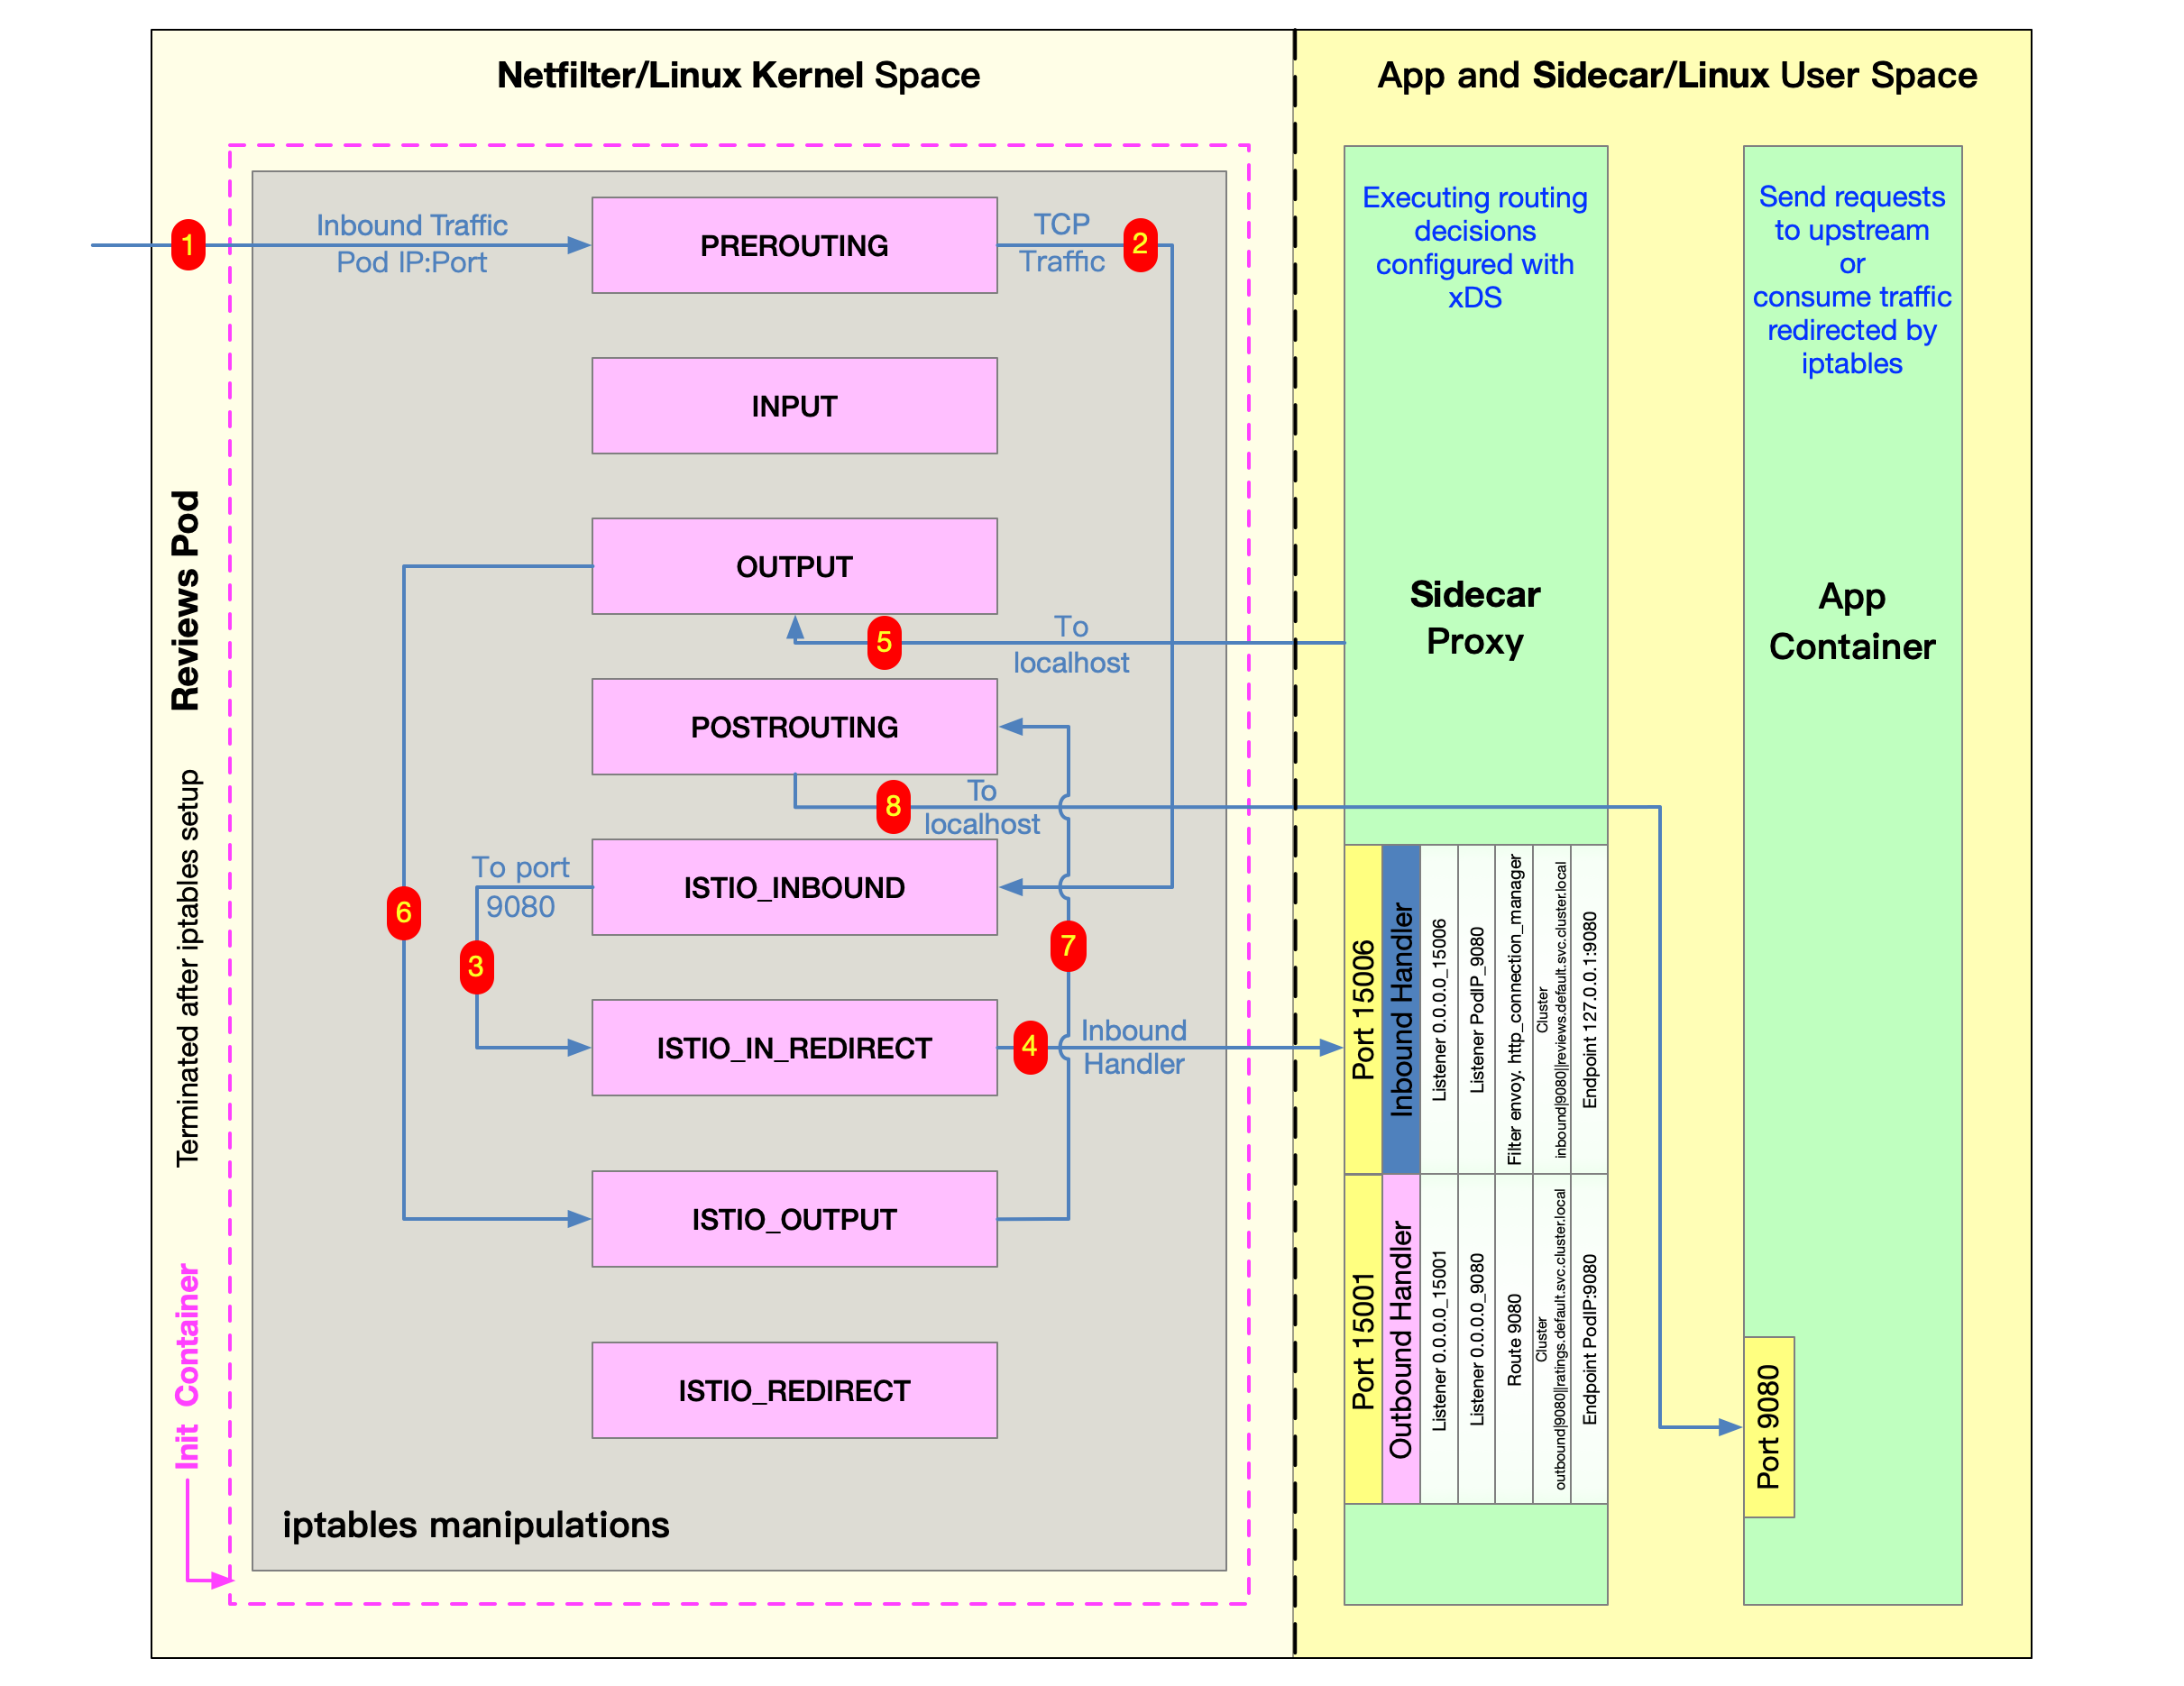 Netfilter/Linux Kernel Space
App and Sidecar/Linux User Space
Reviews Pod
Terminated after iptables setup
Init Container
1
Inbound Traffic
Pod IP:Port
PREROUTING
TCP
Traffic
2
INPUT
OUTPUT
5
To
localhost
POSTROUTING
8
To
localhost
To port
9080
ISTIO_INBOUND
6
3
7
ISTIO_IN_REDIRECT
4
Inbound
Handler
ISTIO_OUTPUT
ISTIO_REDIRECT
iptables manipulations
Executing routing
decisions
configured with
xDS
Sidecar
Proxy
Port 15006
Inbound Handler
Listener 0.0.0.0_15006
Listener PodIP_9080
Filter envoy. http_connection_manager
Cluster
inbound|9080||reviews.default.svc.cluster.local
Endpoint 127.0.0.1:9080
Port 15001
Outbound Handler
Listener 0.0.0.0_15001
Listener 0.0.0.0_9080
Route 9080
Cluster
outbound|9080||ratings.default.svc.cluster.local
Endpoint PodIP:9080
Send requests
to upstream
or
consume traffic
redirected by
iptables
App
Container
Port 9080